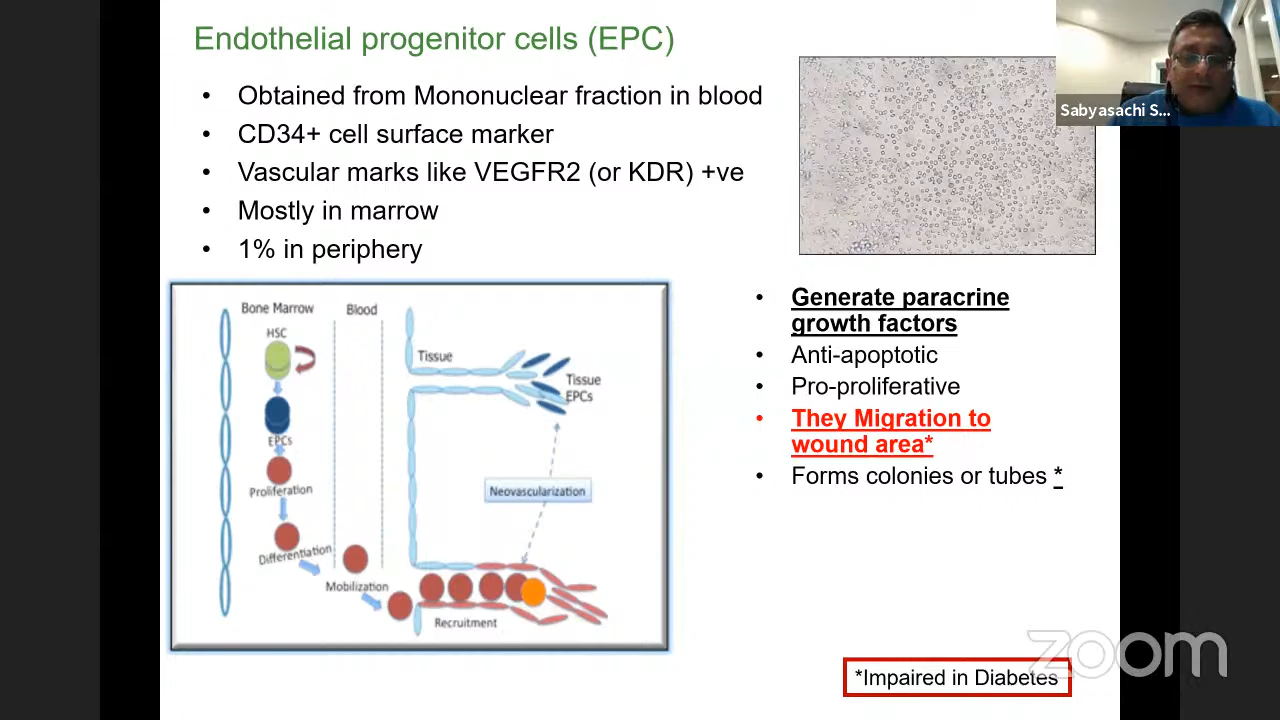 Endothelial progenitor cells (EPC)
• Obtained from Mononuclear fraction in blood
• CD34+ cell surface marker
• Vascular marks like VEGFR2 (or KDR) +ve
• Mostly in marrow
• 1% in periphery
Sabyasachi S...
Bone Marrow
Blood
HSC
Tissue
Tissue
EPCs
EPCs
Proliferation
Neovascularization
Differentiation
Mobilization
Recruitment
• Generate paracrine
growth factors
• Anti-apoptotic
• Pro-proliferative
• They Migration to
wound area*
• Forms colonies or tubes *
zoom
*Impaired in Diabetes